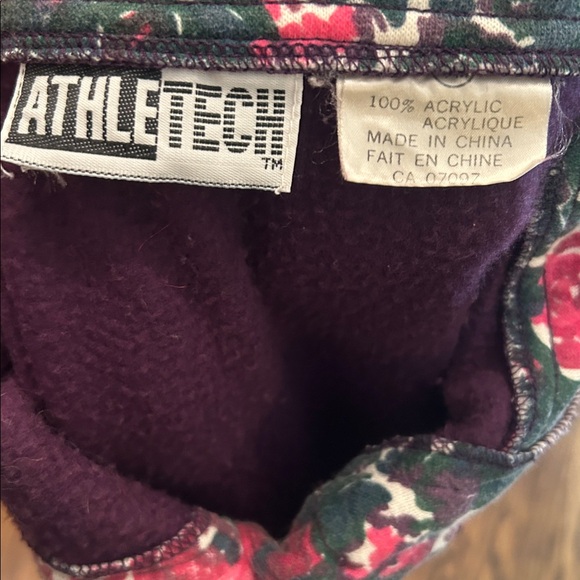 ATHLETECH
TM
100% ACRYLIC
ACRYLIQUE
MADE IN CHINA
FAIT EN CHINE
CA 07097